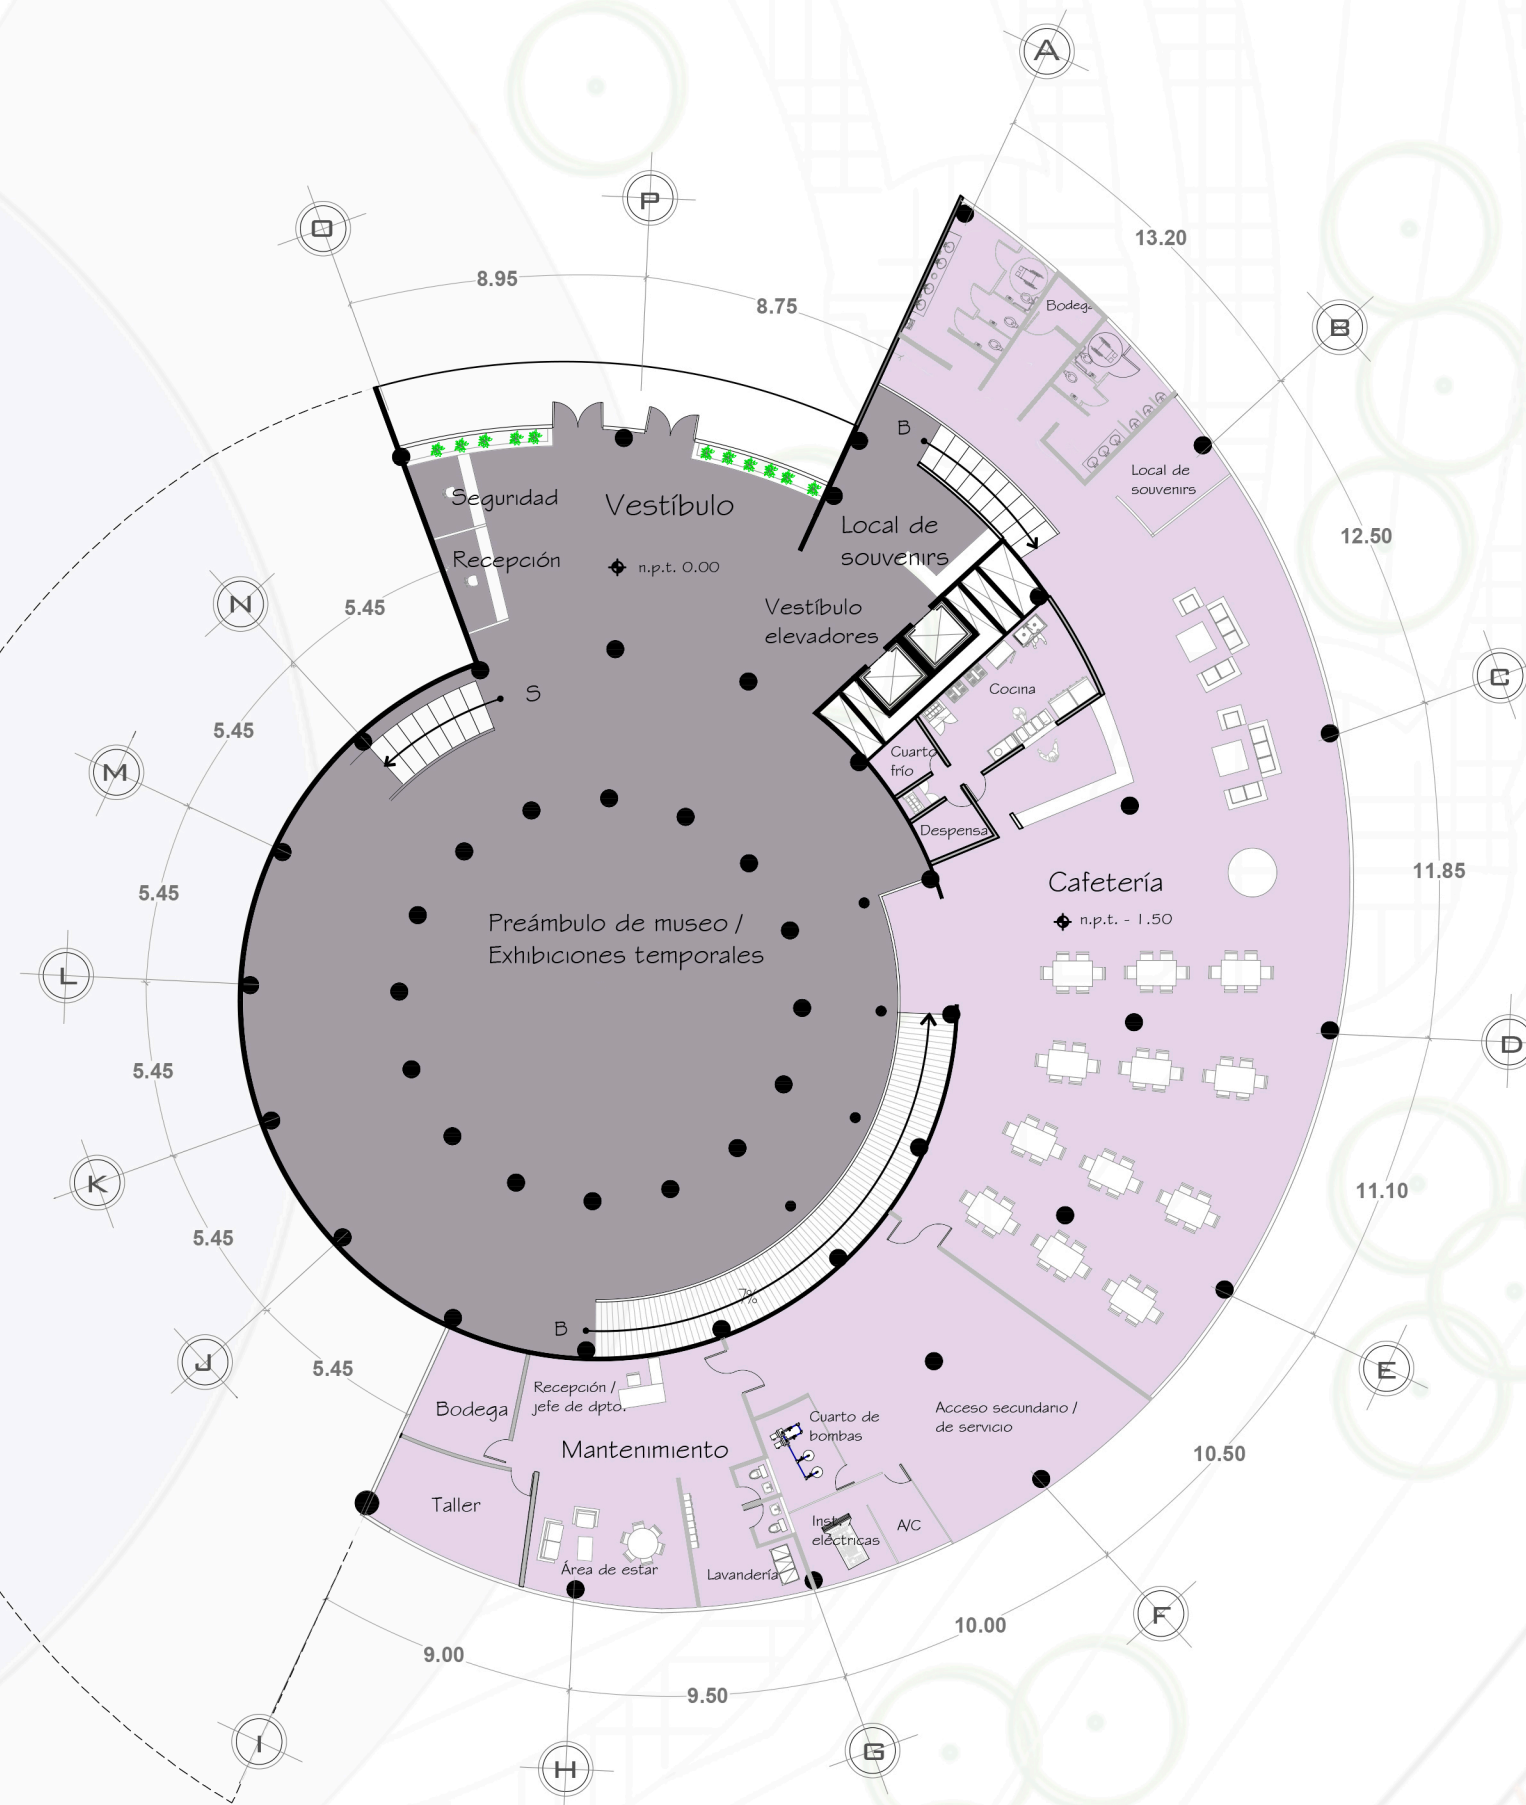 A
O
P
13.20
8.95
8.75
B
Bodega
B
Local de
souvenirs
Seguridad
Vestíbulo
Local de
souvenirs
12.50
Recepción
n.p.t. 0.00
N
5.45
Vestíbulo
elevadores
C
Cocina
S
5.45
M
Cuarto
frío
Despensa
5.45
11.85
Cafetería
n.p.t. - 1.50
Preámbulo de museo /
Exhibiciones temporales
L
D
5.45
K
11.10
5.45
7%
B
J
5.45
E
Recepción /
jefe de dpto.
Bodega
Cuarto de
bombas
Acceso secundario /
de servicio
Mantenimiento
10.50
Taller
Inst.
eléctricas
A/C
Área de estar
Lavandería
F
10.00
9.00
9.50
I
H
G